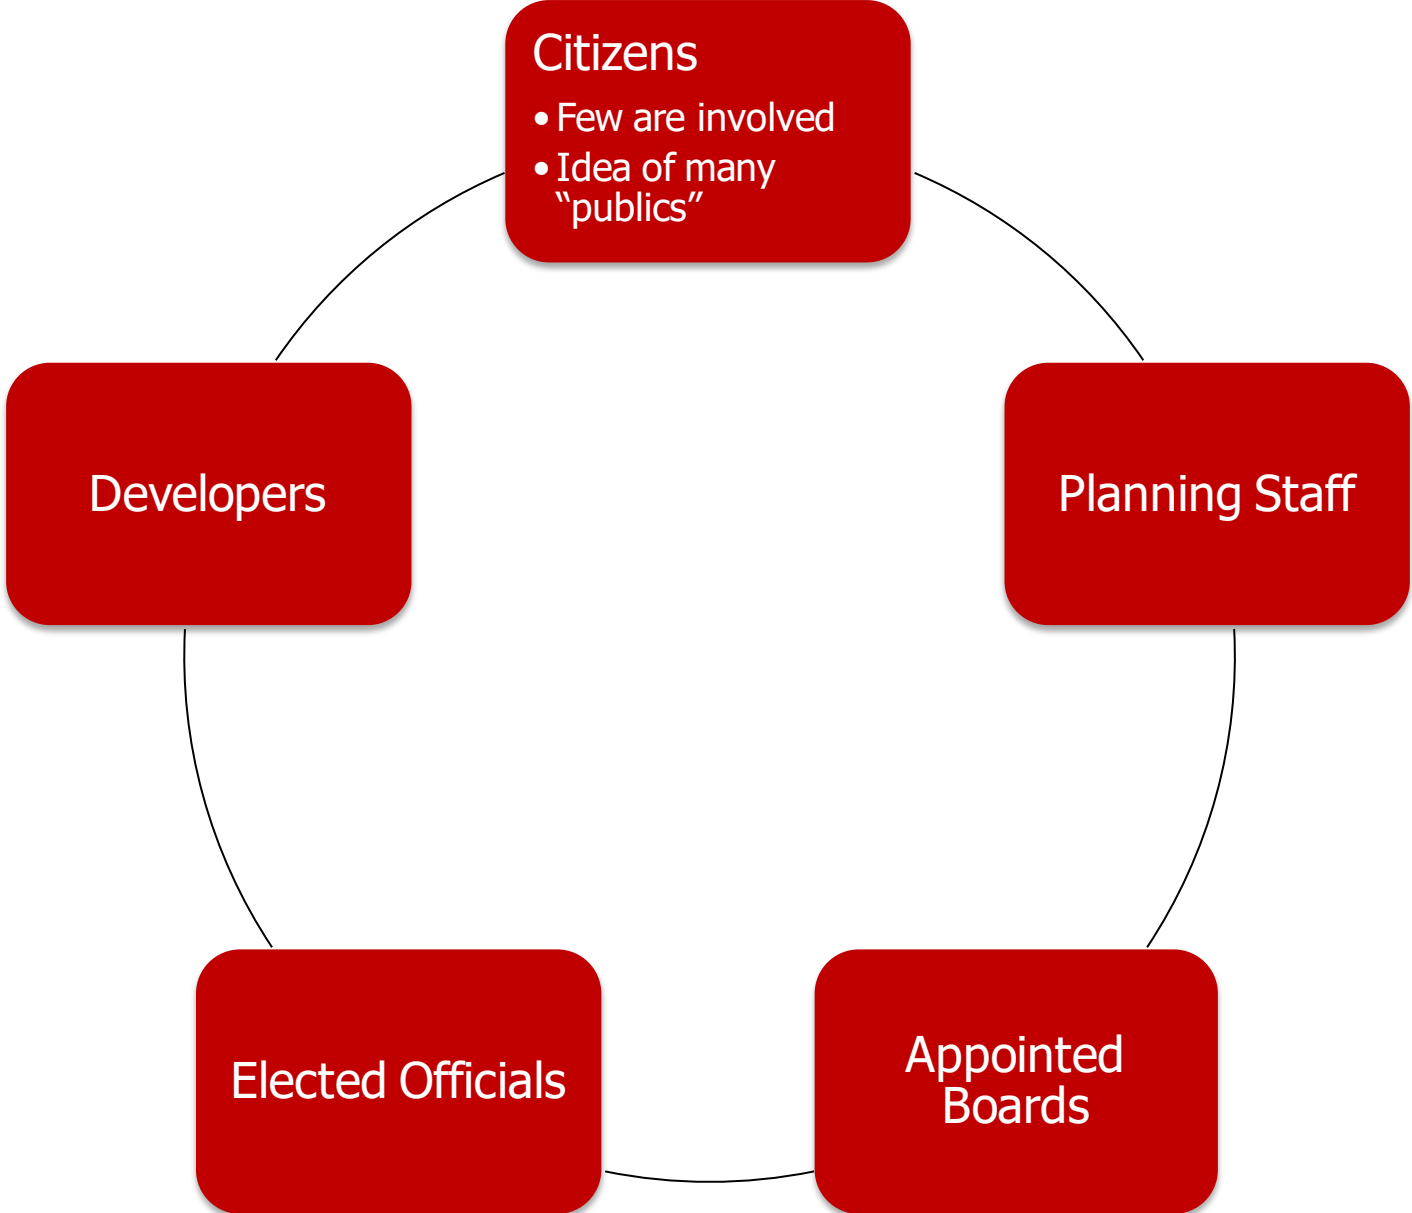 Citizens
• Few are involved
• Idea of many
“publics”
Developers
Planning Staff
Elected Officials
Appointed
Boards